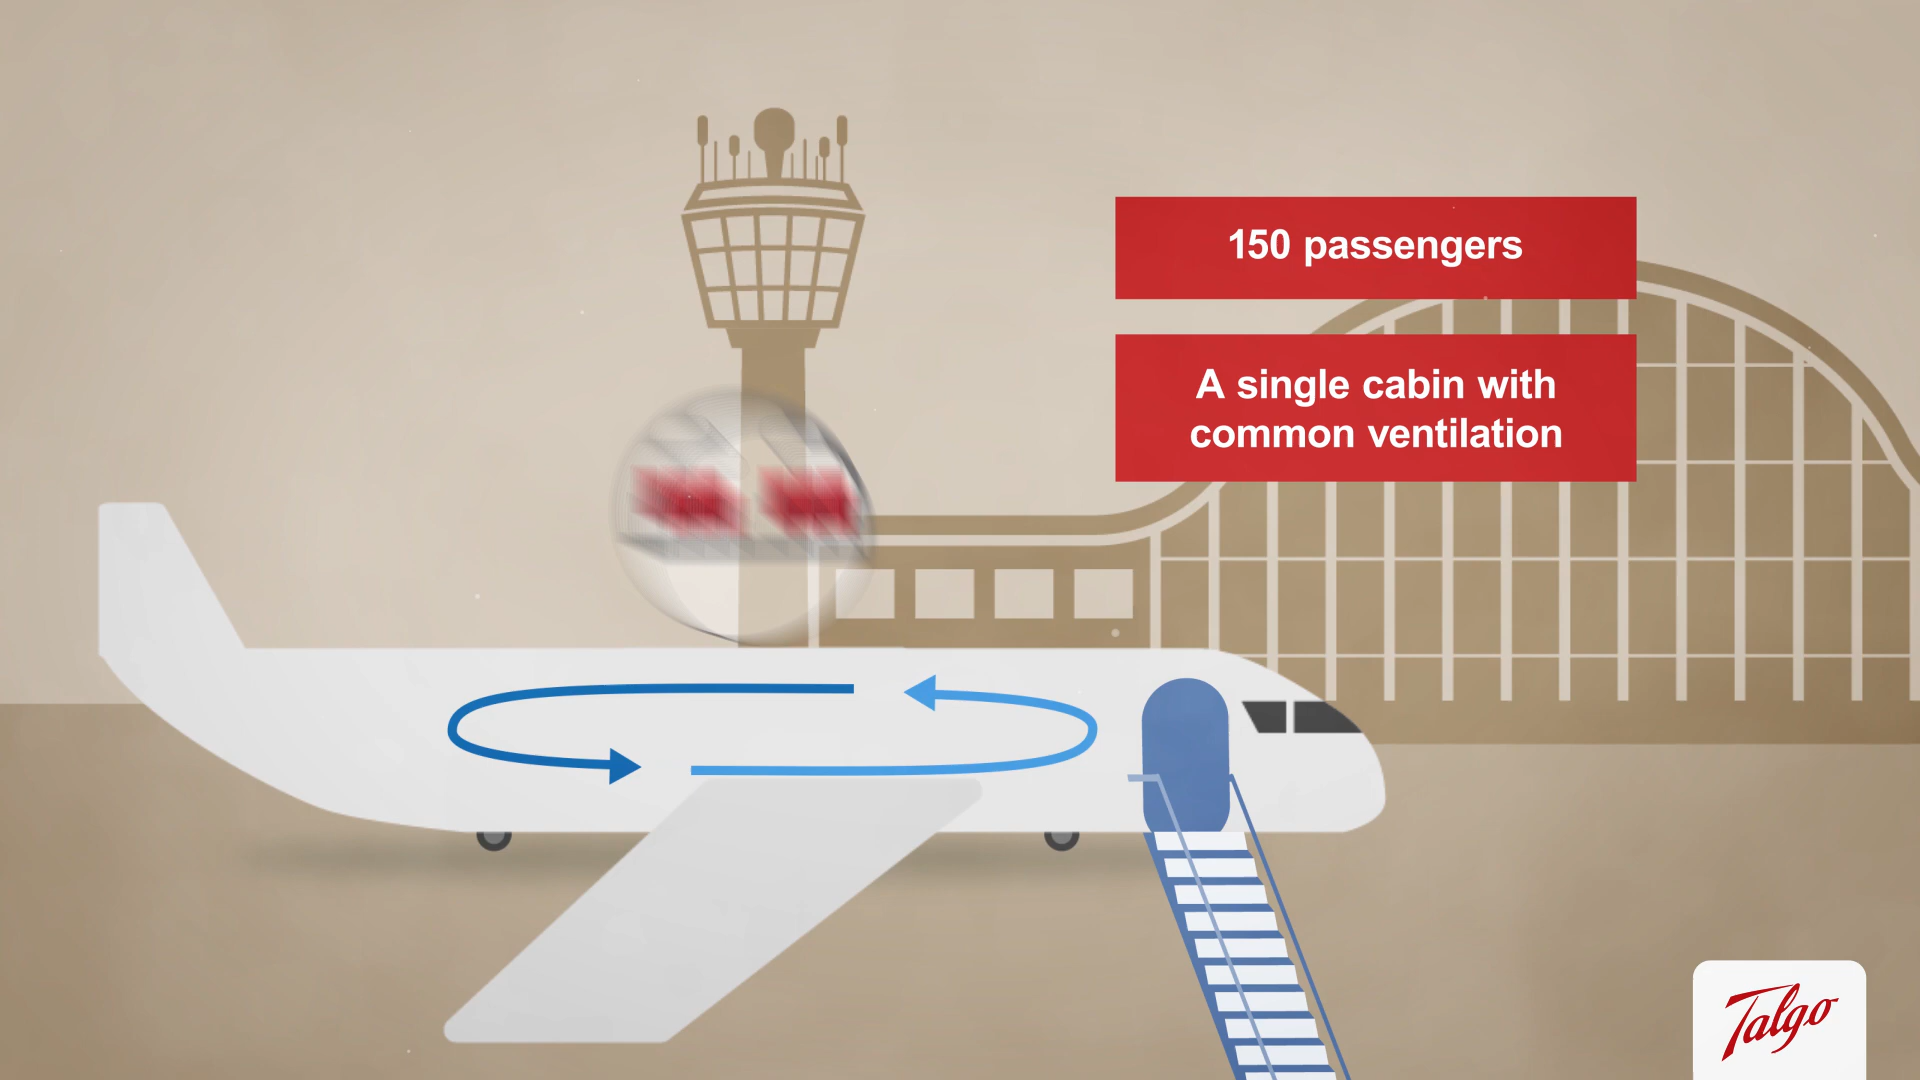 150 passengers
A single cabin with
common ventilation
Talgo